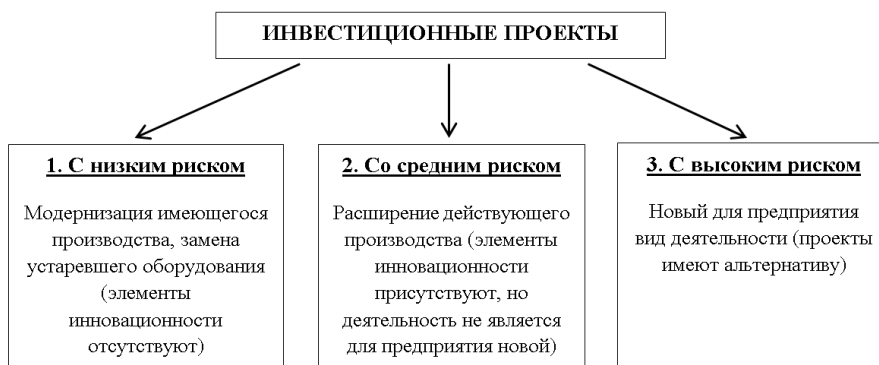 ИНВЕСТИЦИОННЫЕ ПРОЕКТЫ
1. С низким риском
Модернизация имеющегося
производства, замена
устаревшего оборудования
(элементы
инновационности
отсутствуют)
2. Со средним риском
Расширение действующего
производства (элементы
инновационности
присутствуют, но
деятельность не является
для предприятия новой)
3. С высоким риском
Новый для предприятия
вид деятельности (проекты
имеют альтернативу)